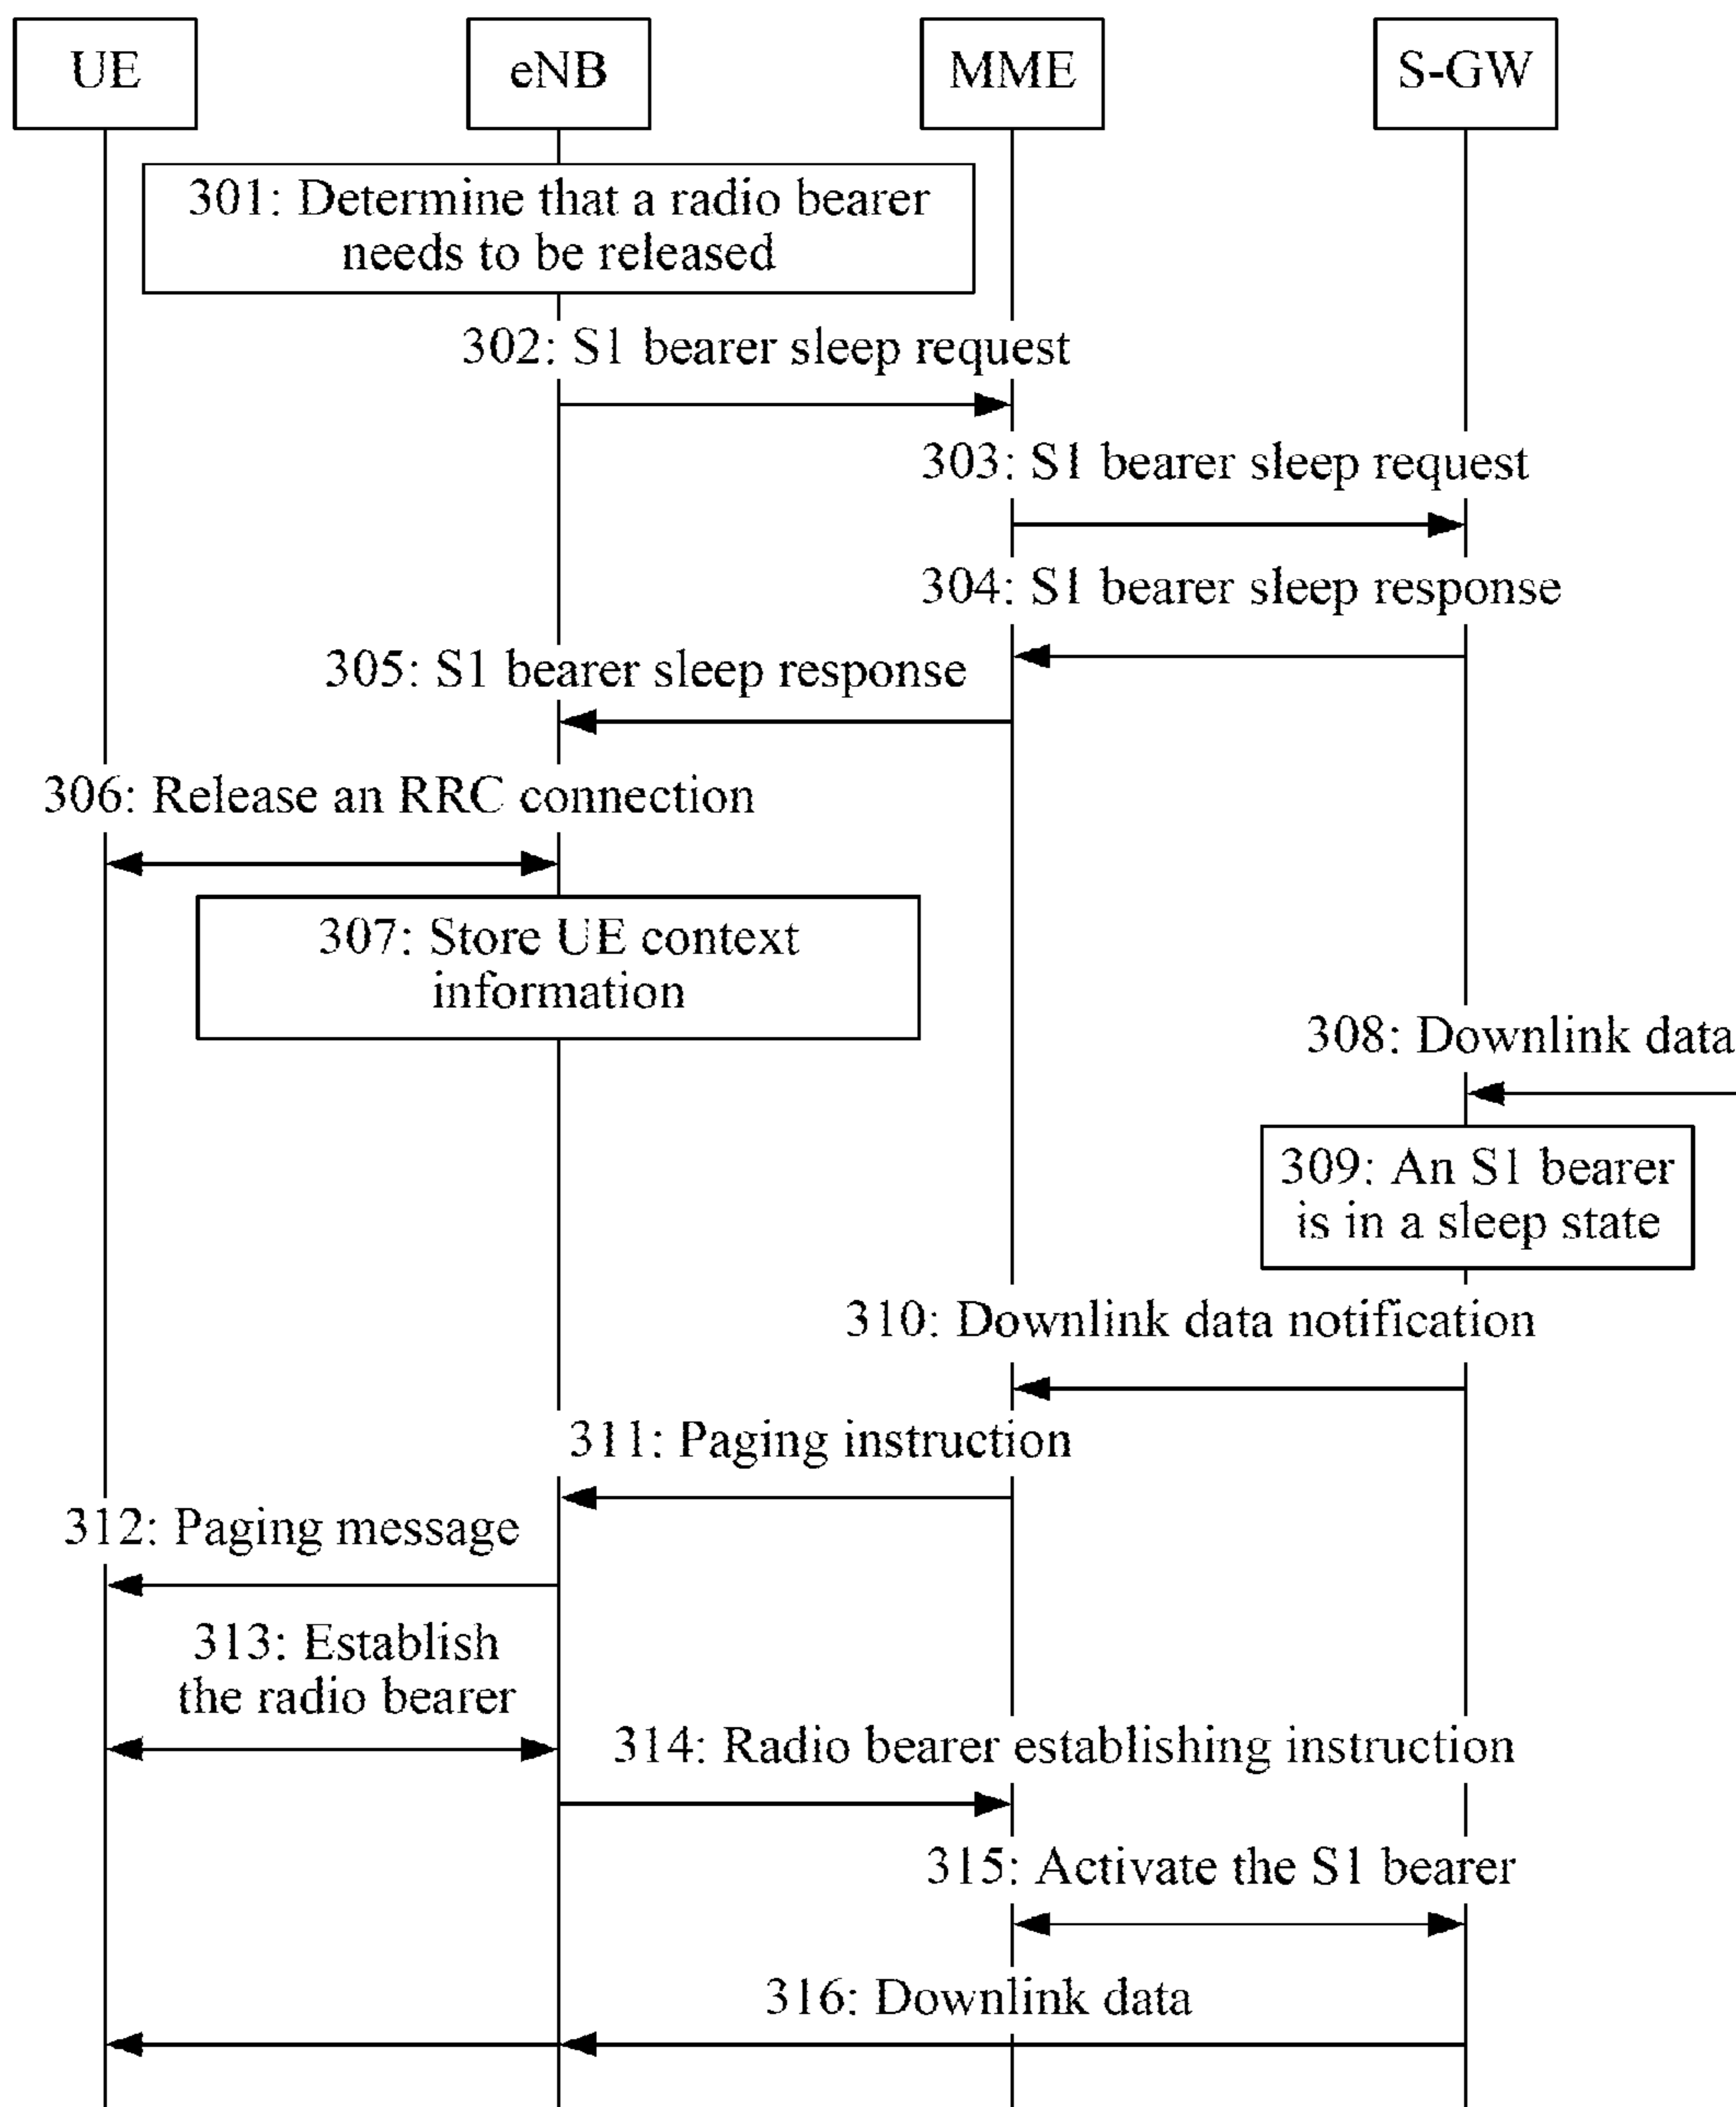 UE
eNB
MME
S-GW
301: Determine that a radio bearer
needs to be released
302: S1 bearer sleep request
303: S1 bearer sleep request
304: S1 bearer sleep response
305: S1 bearer sleep response
306: Release an RRC connection
307: Store UE context
information
308: Downlink data
309: An S1 bearer
is in a sleep state
310: Downlink data notification
311: Paging instruction
312: Paging message
313: Establish
the radio bearer
314: Radio bearer establishing instruction
315: Activate the S1 bearer
316: Downlink data